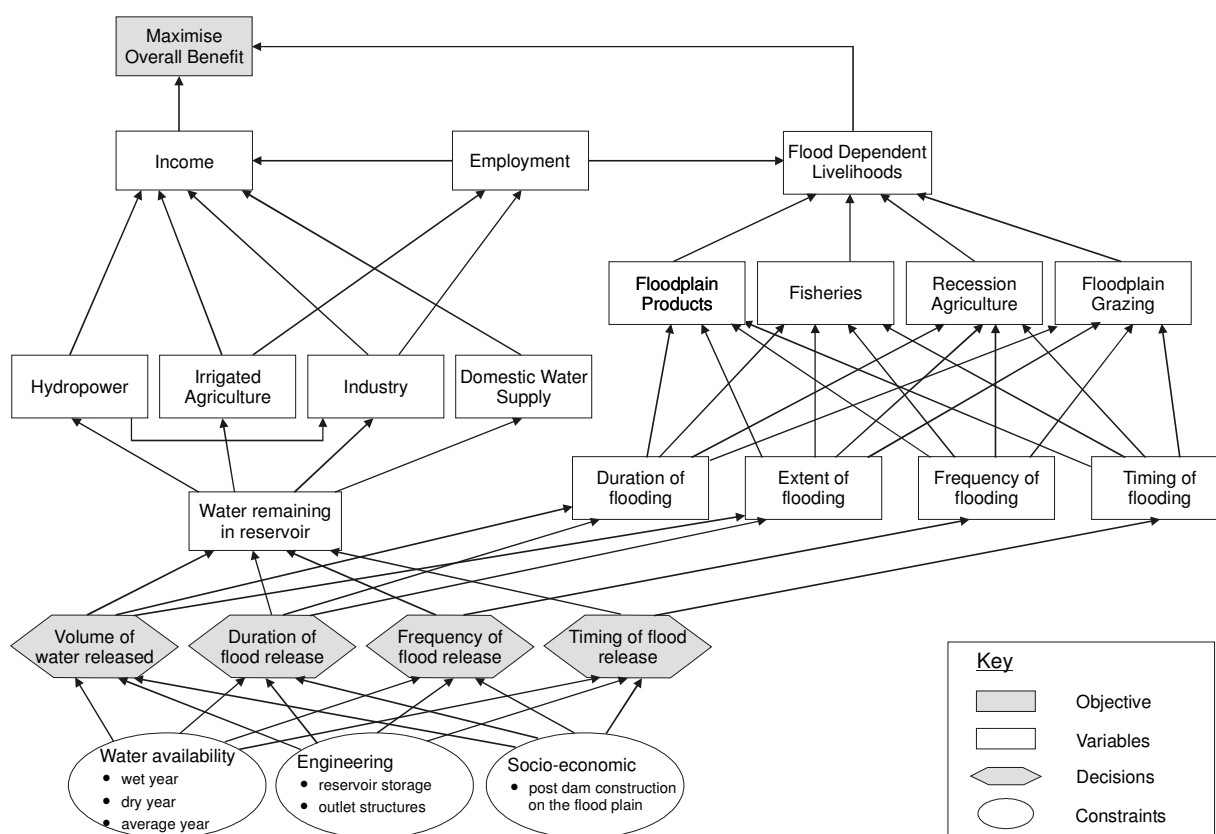 Maximise
Overall Benefit
Income
Employment
Flood Dependent
Livelihoods
Floodplain
Products
Fisheries
Recession
Agriculture
Floodplain
Grazing
Hydropower
Irrigated
Agriculture
Industry
Domestic Water
Supply
Duration of
flooding
Extent of
flooding
Frequency of
flooding
Timing of
flooding
Water remaining
in reservoir
Volume of
water released
Duration of
flood release
Frequency of
flood release
Timing of flood
release
Water availability
• wet year
• dry year
• average year
Engineering
• reservoir storage
• outlet structures
Socio-economic
• post dam construction
on the flood plain
Key
Objective
Variables
Decisions
Constraints